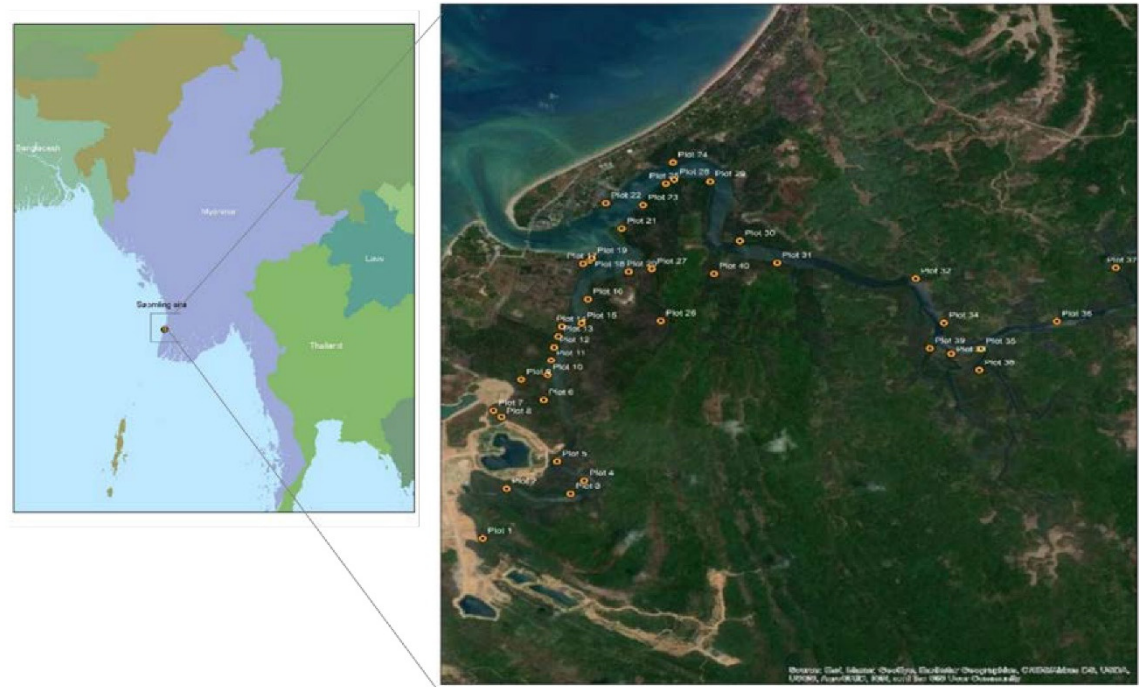 Bangladesh
Myanmar
Laos
Sampling site
Thailand
Plot 24
Plot 28
Plot 29
Plot 22
Plot 23
Plot 21
Plot 30
Plot 19
Plot 18
Plot 27
Plot 31
Plot 40
Plot 37
Plot 32
Plot 16
Plot 15
Plot 26
Plot 34
Plot 36
Plot 13
Plot 12
Plot 39
Plot 35
Plot 11
Plot 10
Plot 38
Plot 6
Plot 7
Plot 8
Plot 5
Plot 4
Plot 3
Plot 1